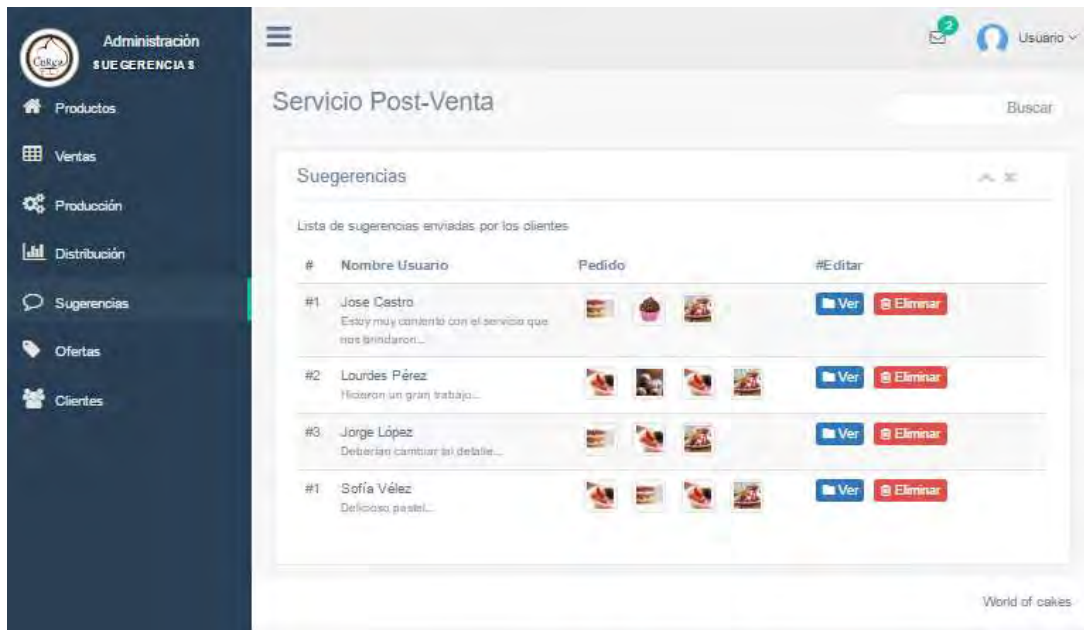 Administración
SUEGERENCIAS
Productos
Ventas
Producción
Distribución
Sugerencias
Ofertas
Clientes
2
Usuario
Servicio Post-Venta
Buscar
Suegerencias
Lista de sugerencias enviadas por los clientes
# Nombre Usuario Pedido #Editar
#1 Jose Castro Ver Eliminar
Estoy muy contento con el servicio que
nos brindaron...
#2 Lourdes Pérez Ver Eliminar
Hicieron un gran trabajo...
#3 Jorge López Ver Eliminar
Deberían cambiar tal detalle...
#1 Sofía Vélez Ver Eliminar
Delicioso pastel...
World of cakes